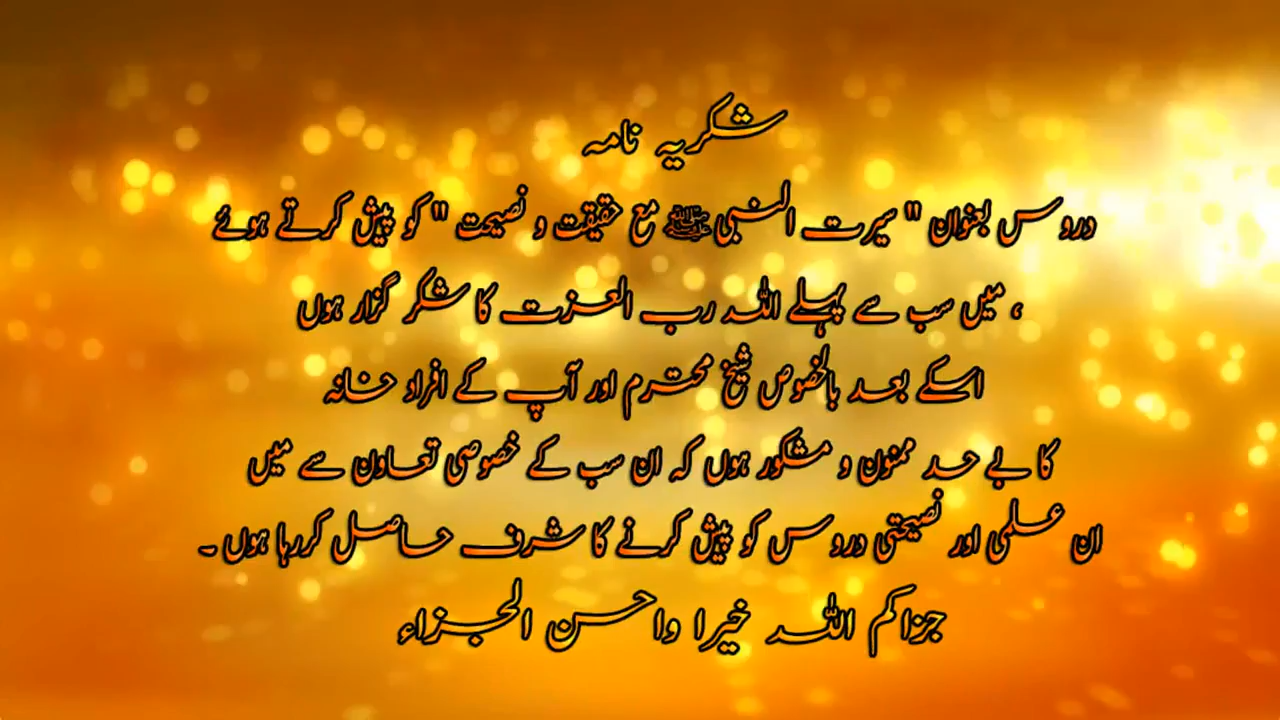 شکریہ نامہ
دروس بعنوان " سیرت النبی ﷺ مع حقیقت و نصیحت " کو پیش کرتے ہوئے
، میں سب سے پہلے اللہ رب العزت کا شکر گزار ہوں
اسکے بعد بالخصوص شیخ محترم اور آپ کے افراد خانہ
کا بے حد ممنون و مشکور ہوں کہ ان سب کے خصوصی تعاون سے میں
ان علمی اور نصیحتی دروس کو پیش کرنے کا شرف حاصل کررہا ہوں ۔
جزاکم اللہ خیرا واحسن الجزاء